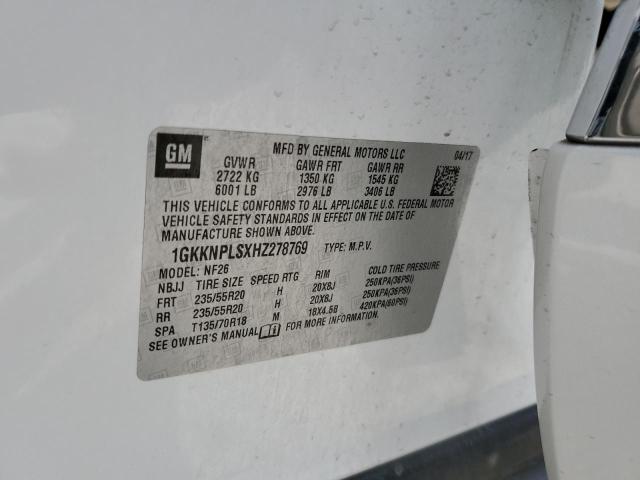 GM
MFD BY GENERAL MOTORS LLC 04/17
GVWR GAWR FRT GAWR RR
2722 KG 1350 KG 1545 KG
6001 LB 2976 LB 3406 LB
THIS VEHICLE CONFORMS TO ALL APPLICABLE U.S. FEDERAL MOTOR
VEHICLE SAFETY STANDARDS IN EFFECT ON THE DATE OF
MANUFACTURE SHOWN ABOVE.
1GKKNPLSXHZ278769 TYPE: M.P.V.
MODEL: NF26
NBJJ TIRE SIZE SPEED RTG RIM COLD TIRE PRESSURE
FRT 235/55R20 H 20X8J 250KPA(36PSI)
RR 235/55R20 H 20X8J 250KPA(36PSI)
SPA T135/70R18 M 18X4.5B 420KPA(60PSI)
SEE OWNER'S MANUAL FOR MORE INFORMATION.